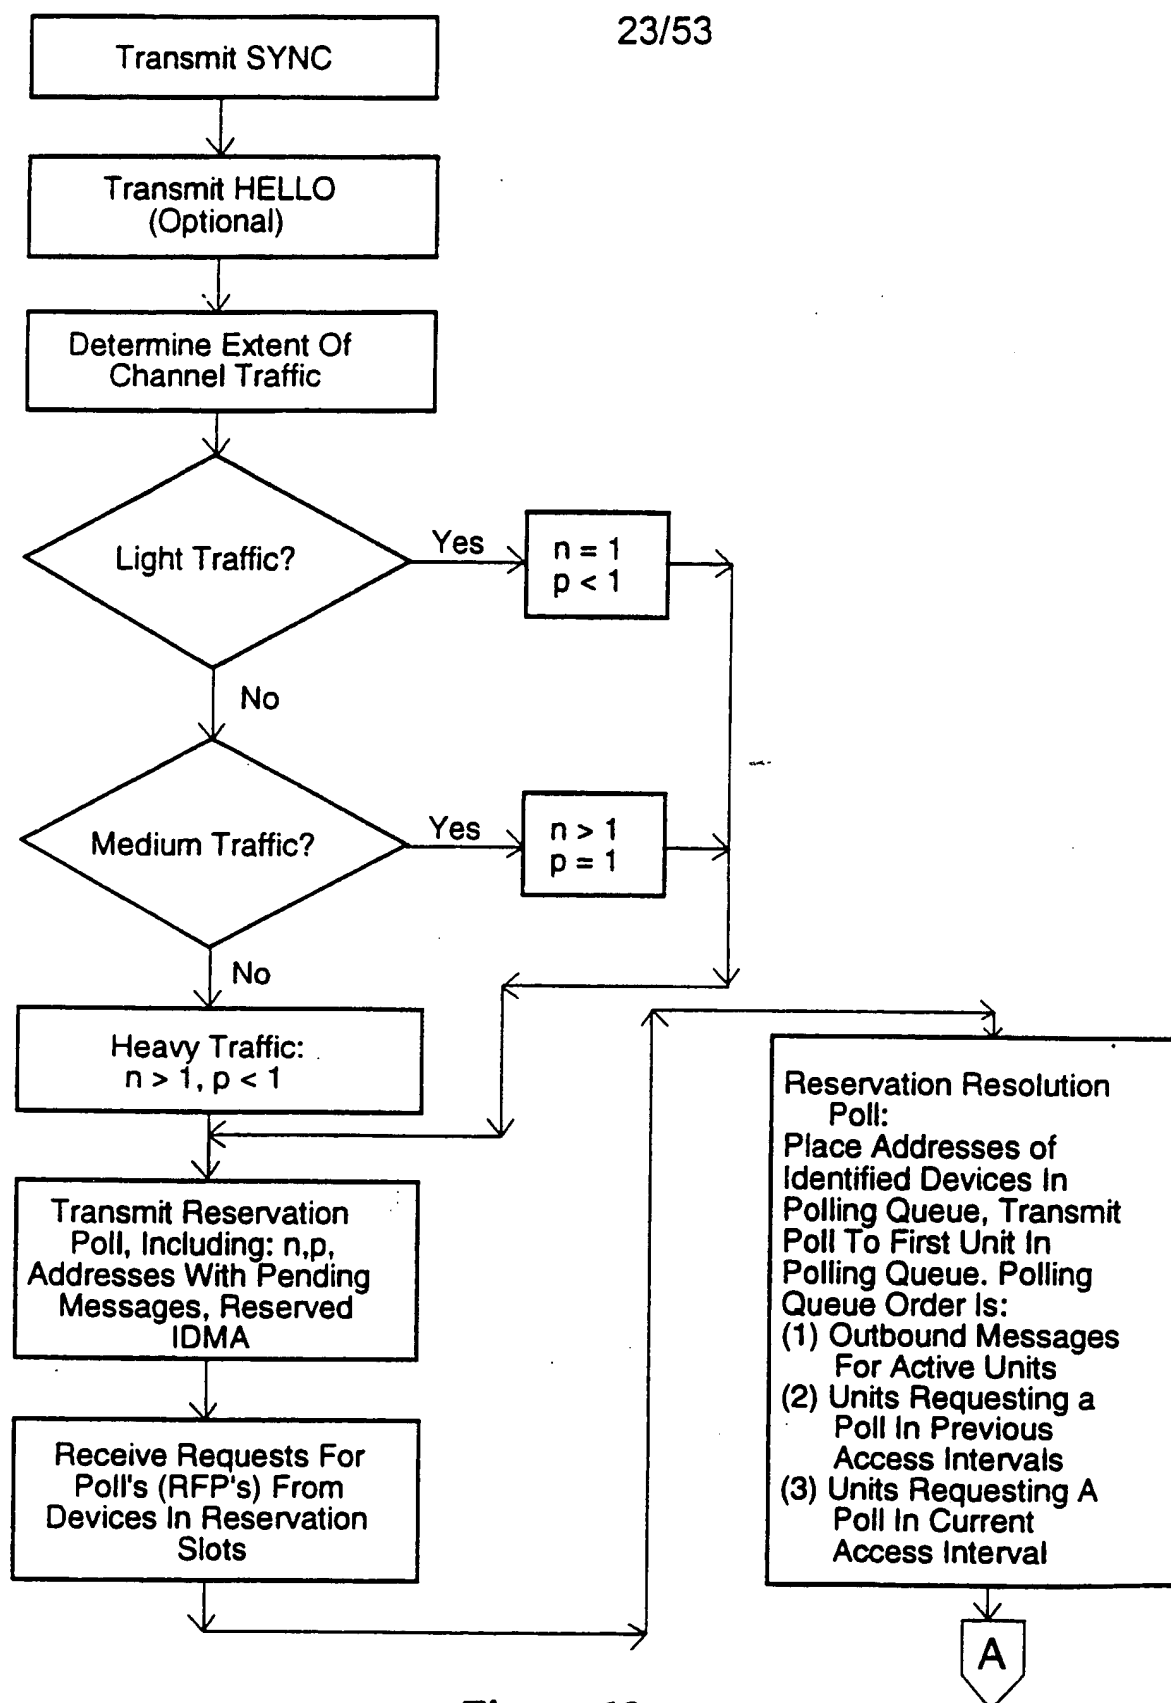 23/53
Transmit SYNC
Transmit HELLO
(Optional)
Determine Extent Of
Channel Traffic
Light Traffic?
Yes
n = 1
p < 1
No
Medium Traffic?
Yes
n > 1
p = 1
No
Heavy Traffic:
n > 1, p < 1
Transmit Reservation
Poll, Including: n,p,
Addresses With Pending
Messages, Reserved
IDMA
Receive Requests For
Poll's (RFP's) From
Devices In Reservation
Slots
Reservation Resolution
Poll:
Place Addresses of
Identified Devices In
Polling Queue, Transmit
Poll To First Unit In
Polling Queue. Polling
Queue Order Is:
(1) Outbound Messages
For Active Units
(2) Units Requesting a
Poll In Previous
Access Intervals
(3) Units Requesting A
Poll In Current
Access Interval
A